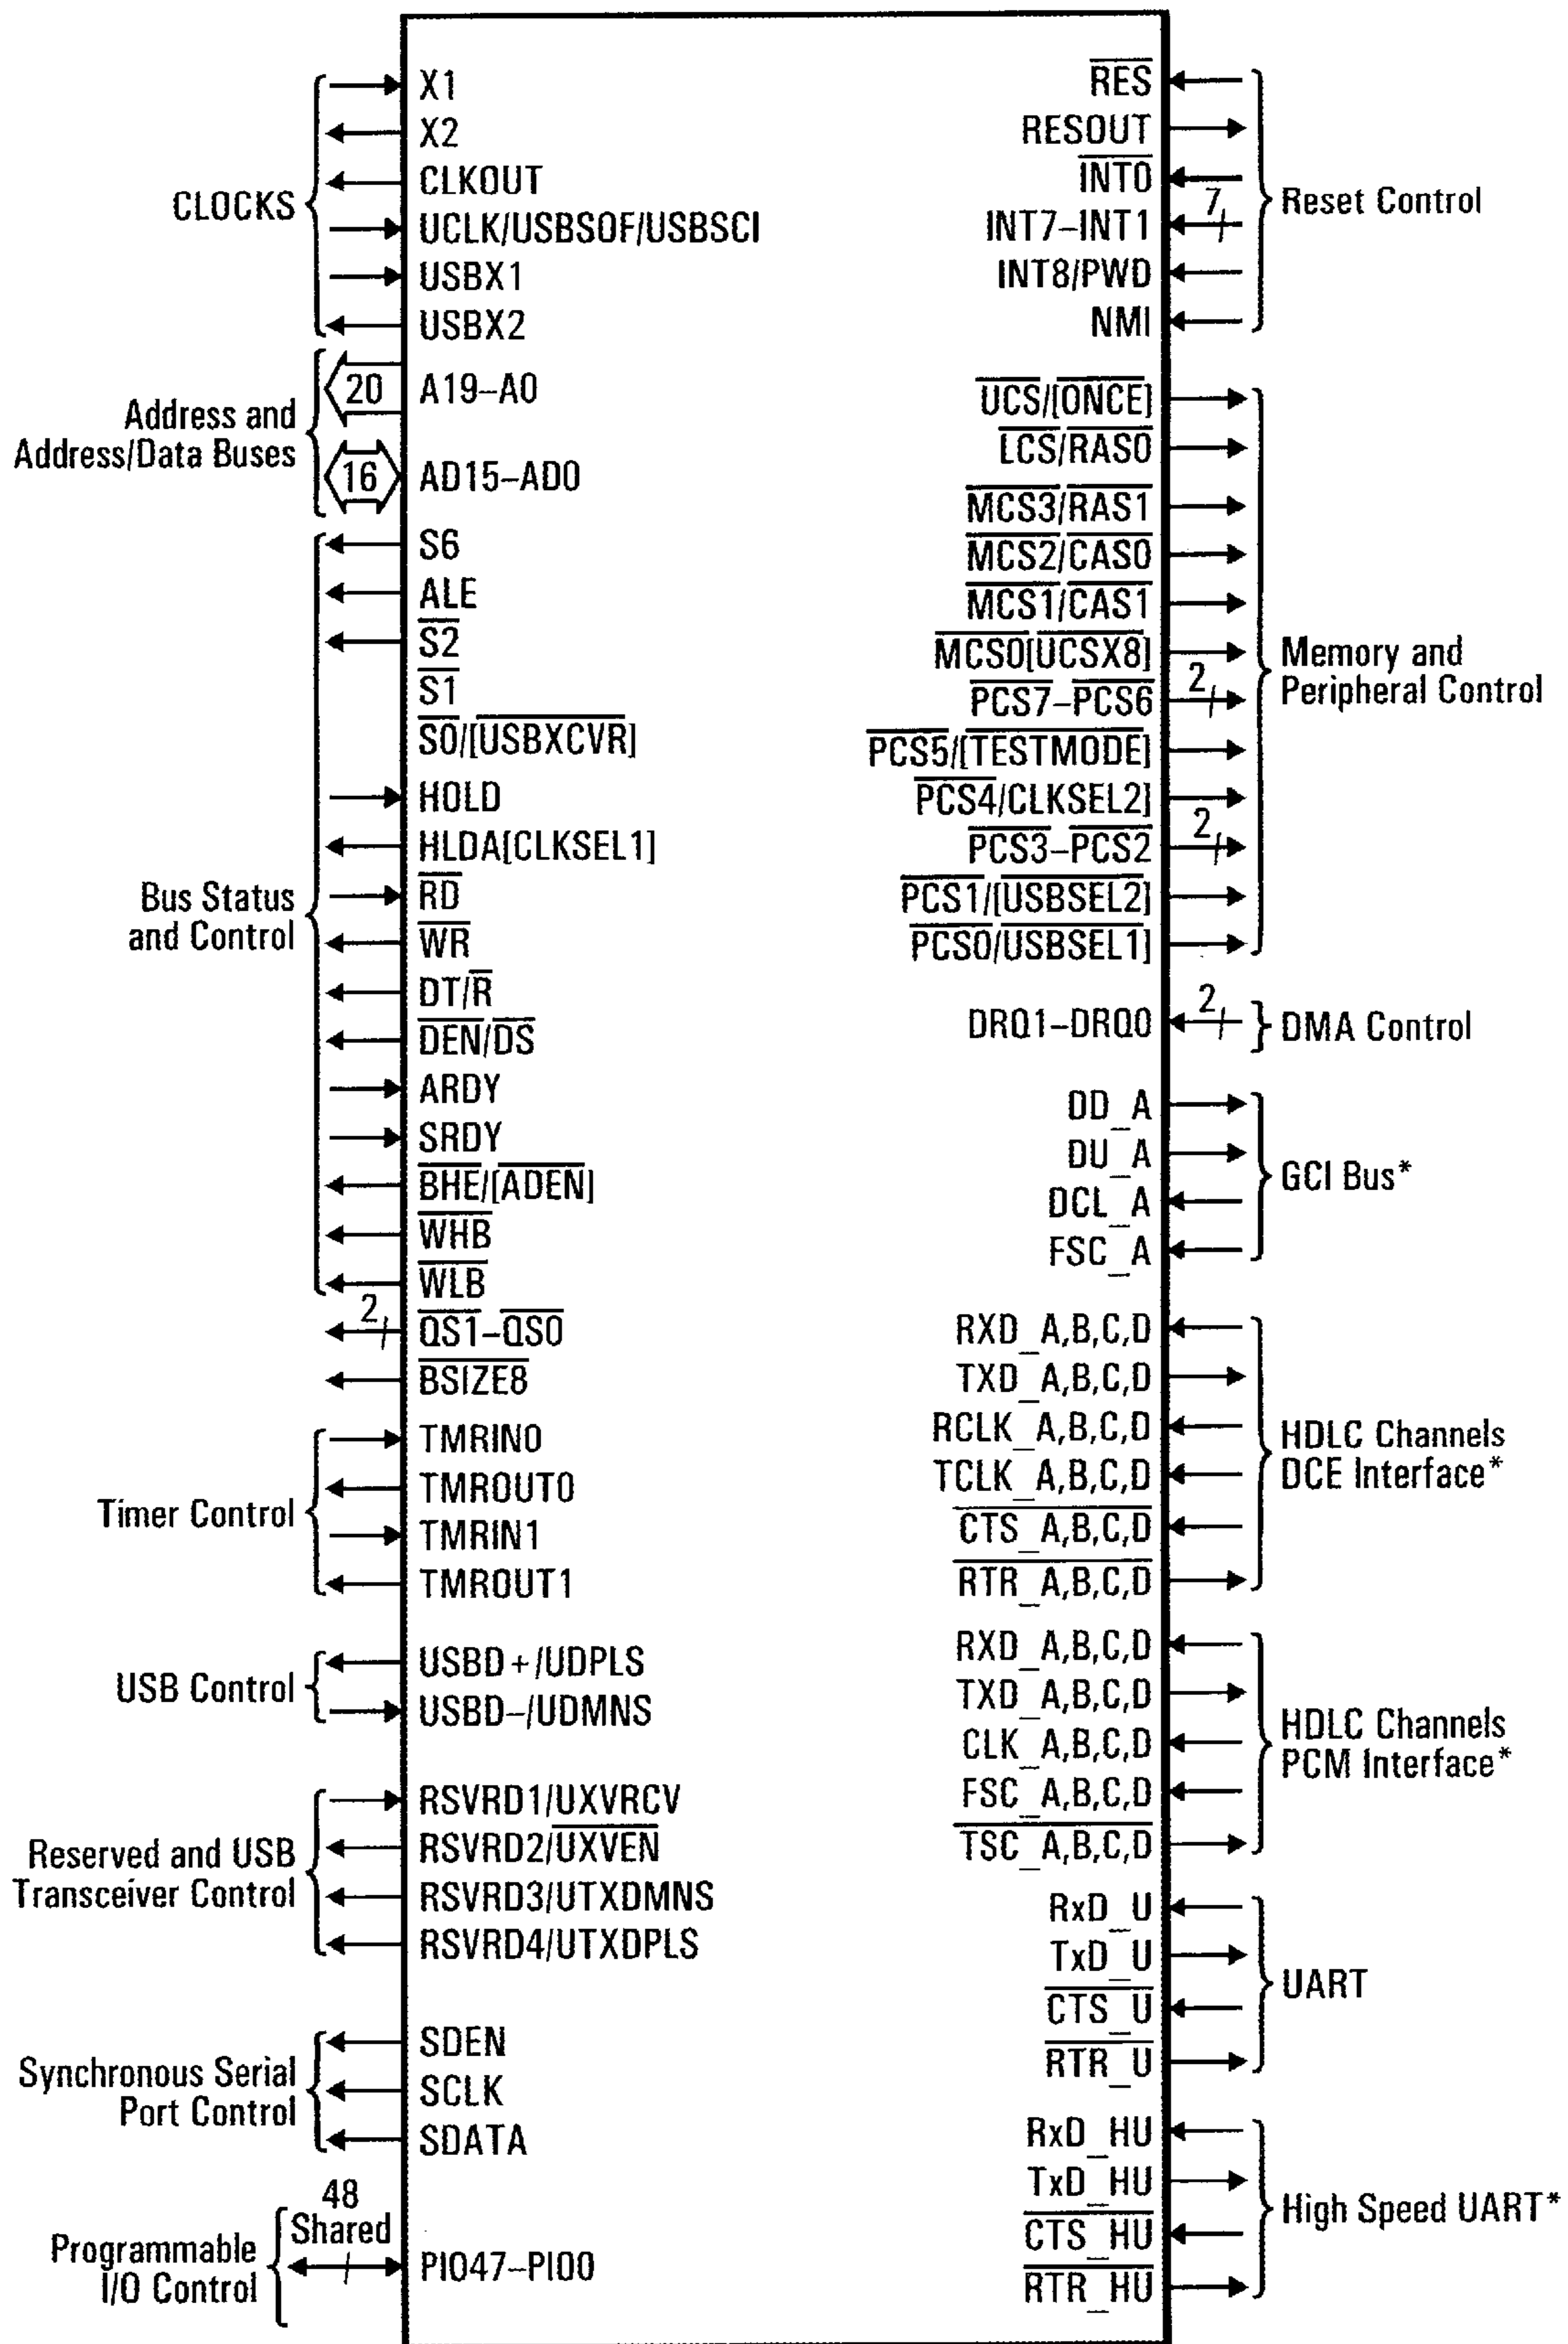 CLOCKS
X1
X2
CLKOUT
UCLK/USBSOF/USBSCI
USBX1
USBX2
Address and
Address/Data Buses
20
A19–A0
16
AD15–AD0
Bus Status
and Control
S6
ALE
S2
S1
S0/[USBXCVR]
HOLD
HLDA[CLKSEL1]
RD
WR
DT/R
DEN/DS
ARDY
SRDY
BHE/[ADEN]
WHB
WLB
2
QS1–QS0
BSIZE8
Timer Control
TMRIN0
TMROUT0
TMRIN1
TMROUT1
USB Control
USBD+/UDPLS
USBD–/UDMNS
Reserved and USB
Transceiver Control
RSVRD1/UXVRCV
RSVRD2/UXVEN
RSVRD3/UTXDMNS
RSVRD4/UTXDPLS
Synchronous Serial
Port Control
SDEN
SCLK
SDATA
Programmable
I/O Control
48
Shared
PIO47–PIO0
RES
RESOUT
INT0
7
INT7–INT1
INT8/PWD
NMI
Reset Control
UCS/[ONCE]
LCS/RAS0
MCS3/RAS1
MCS2/CAS0
MCS1/CAS1
MCS0[UCSX8]
2
PCS7–PCS6
PCS5/[TESTMODE]
PCS4/CLKSEL2]
2
PCS3–PCS2
PCS1/[USBSEL2]
PCS0/USBSEL1]
Memory and
Peripheral Control
2
DRQ1–DRQ0
DMA Control
DD_A
DU_A
DCL_A
FSC_A
GCI Bus*
RXD_A,B,C,D
TXD_A,B,C,D
RCLK_A,B,C,D
TCLK_A,B,C,D
CTS_A,B,C,D
RTR_A,B,C,D
HDLC Channels
DCE Interface*
RXD_A,B,C,D
TXD_A,B,C,D
CLK_A,B,C,D
FSC_A,B,C,D
TSC_A,B,C,D
HDLC Channels
PCM Interface*
RxD_U
TxD_U
CTS_U
RTR_U
UART
RxD_HU
TxD_HU
CTS_HU
RTR_HU
High Speed UART*